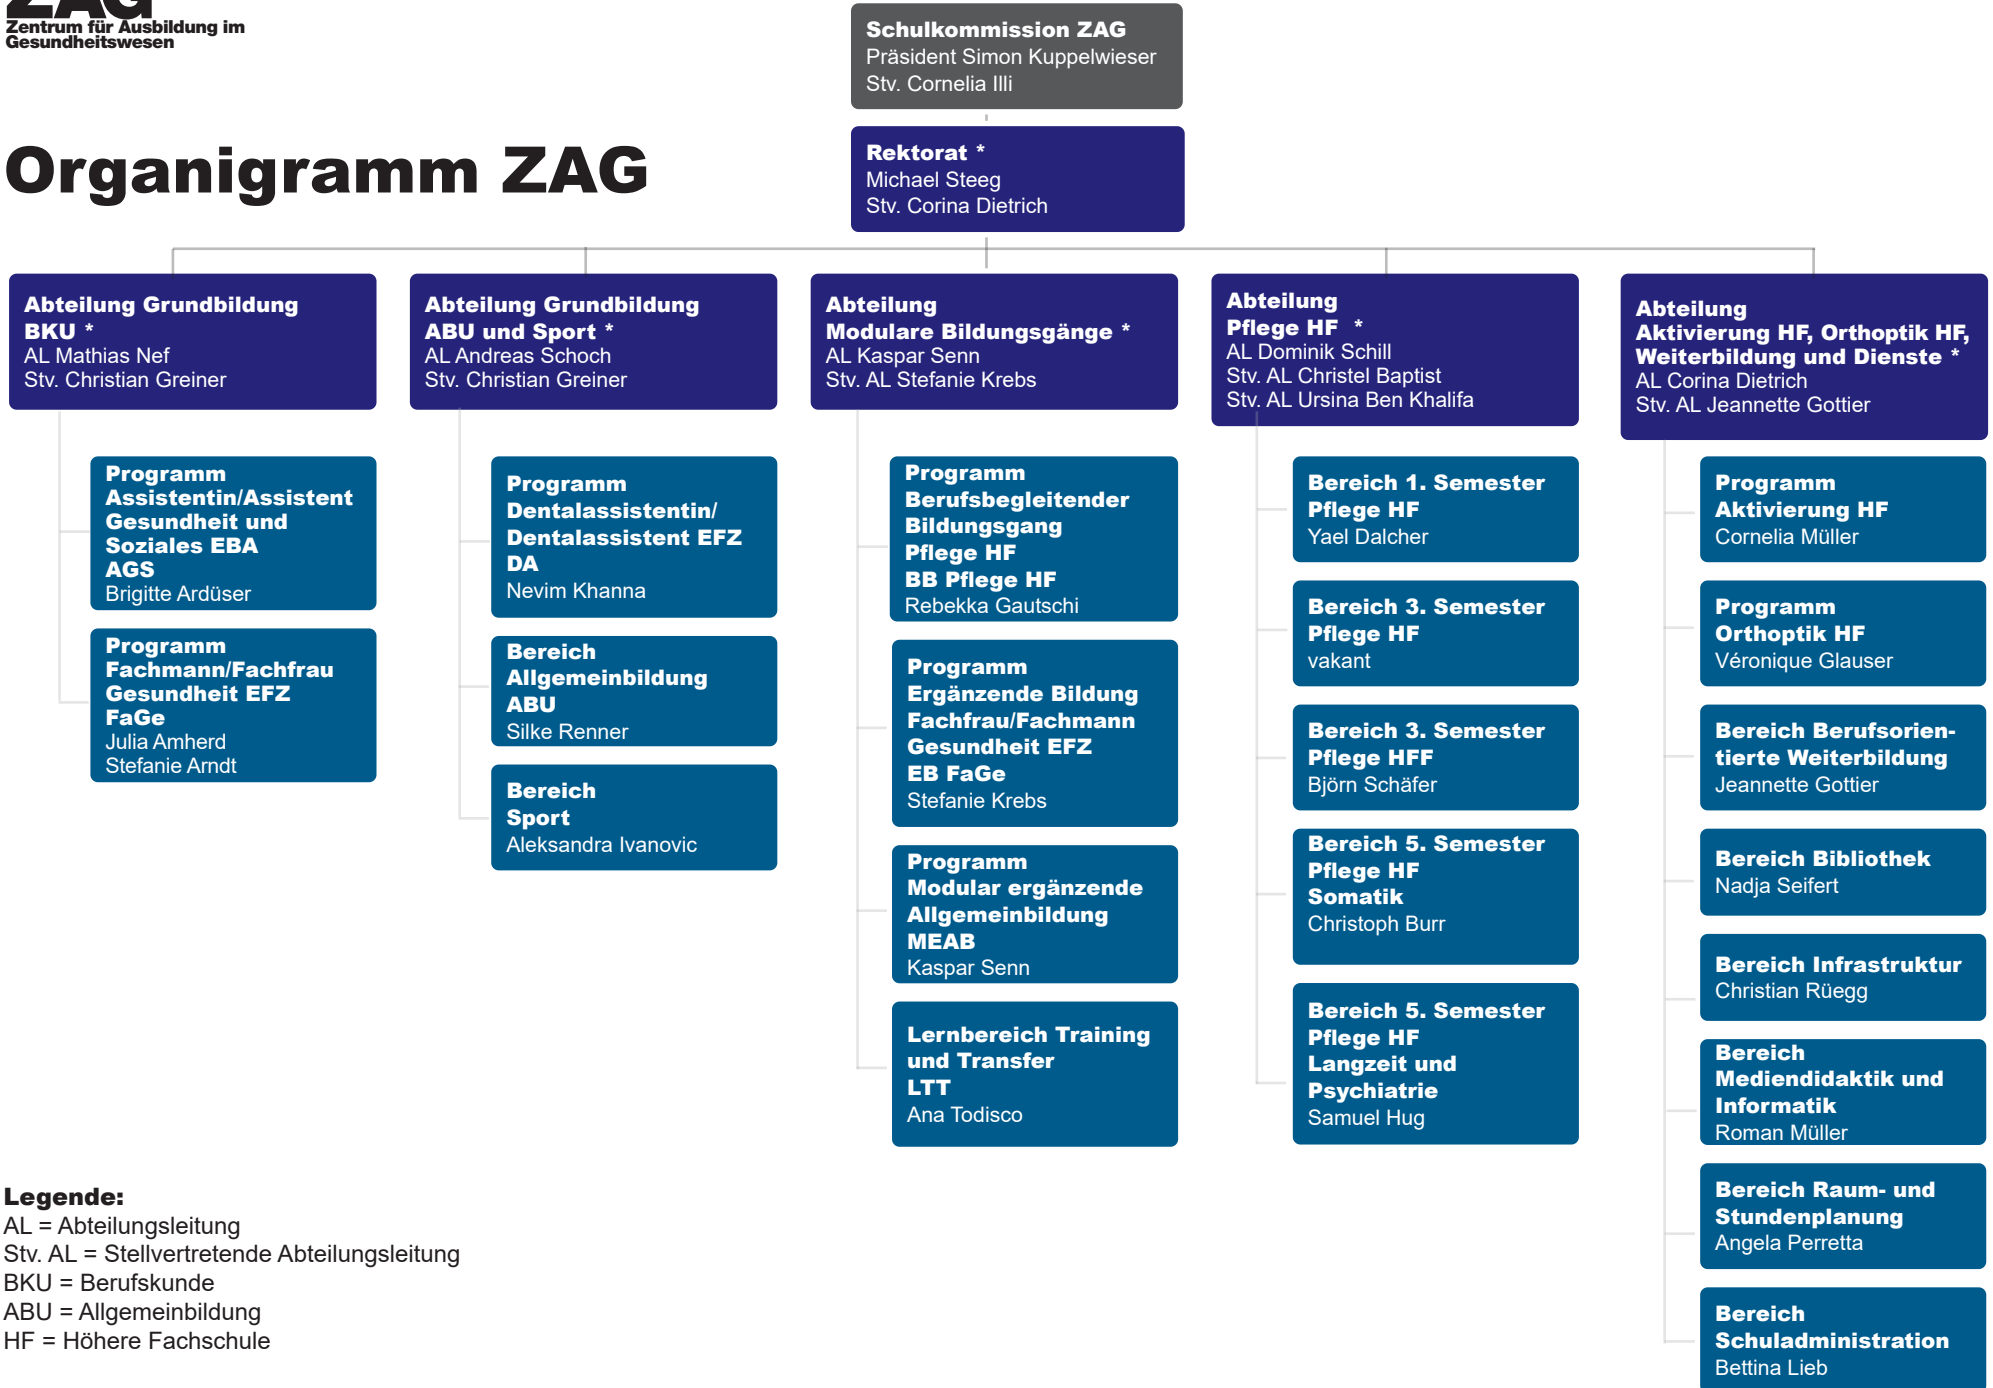 ZAG
Zentrum für Ausbildung im
Gesundheitswesen
Schulkommission ZAG
Präsident Simon Kuppelwieser
Stv. Cornelia Illi
Organigramm ZAG
Rektorat *
Michael Steeg
Stv. Corina Dietrich
Abteilung Grundbildung
BKU *
AL Mathias Nef
Stv. Christian Greiner
Programm
Assistentin/Assistent
Gesundheit und
Soziales EBA
AGS
Brigitte Ardüser
Programm
Fachmann/Fachfrau
Gesundheit EFZ
FaGe
Julia Amherd
Stefanie Arndt
Abteilung Grundbildung
ABU und Sport *
AL Andreas Schoch
Stv. Christian Greiner
Programm
Dentalassistentin/
Dentalassistent EFZ
DA
Nevim Khanna
Bereich
Allgemeinbildung
ABU
Silke Renner
Bereich
Sport
Aleksandra Ivanovic
Abteilung
Modulare Bildungsgänge *
AL Kaspar Senn
Stv. AL Stefanie Krebs
Programm
Berufsbegleitender
Bildungsgang
Pflege HF
BB Pflege HF
Rebekka Gautschi
Programm
Ergänzende Bildung
Fachfrau/Fachmann
Gesundheit EFZ
EB FaGe
Stefanie Krebs
Programm
Modular ergänzende
Allgemeinbildung
MEAB
Kaspar Senn
Lernbereich Training
und Transfer
LTT
Ana Todisco
Abteilung
Pflege HF *
AL Dominik Schill
Stv. AL Christel Baptist
Stv. AL Ursina Ben Khalifa
Bereich 1. Semester
Pflege HF
Yael Dalcher
Bereich 3. Semester
Pflege HF
vakant
Bereich 3. Semester
Pflege HFF
Björn Schäfer
Bereich 5. Semester
Pflege HF
Somatik
Christoph Burr
Bereich 5. Semester
Pflege HF
Langzeit und
Psychiatrie
Samuel Hug
Abteilung
Aktivierung HF, Orthoptik HF,
Weiterbildung und Dienste *
AL Corina Dietrich
Stv. AL Jeannette Gottier
Programm
Aktivierung HF
Cornelia Müller
Programm
Orthoptik HF
Véronique Glauser
Bereich Berufsorien-
tierte Weiterbildung
Jeannette Gottier
Bereich Bibliothek
Nadja Seifert
Bereich Infrastruktur
Christian Rüegg
Bereich
Mediendidaktik und
Informatik
Roman Müller
Bereich Raum- und
Stundenplanung
Angela Perretta
Bereich
Schuladministration
Bettina Lieb
Legende:
AL = Abteilungsleitung
Stv. AL = Stellvertretende Abteilungsleitung
BKU = Berufskunde
ABU = Allgemeinbildung
HF = Höhere Fachschule